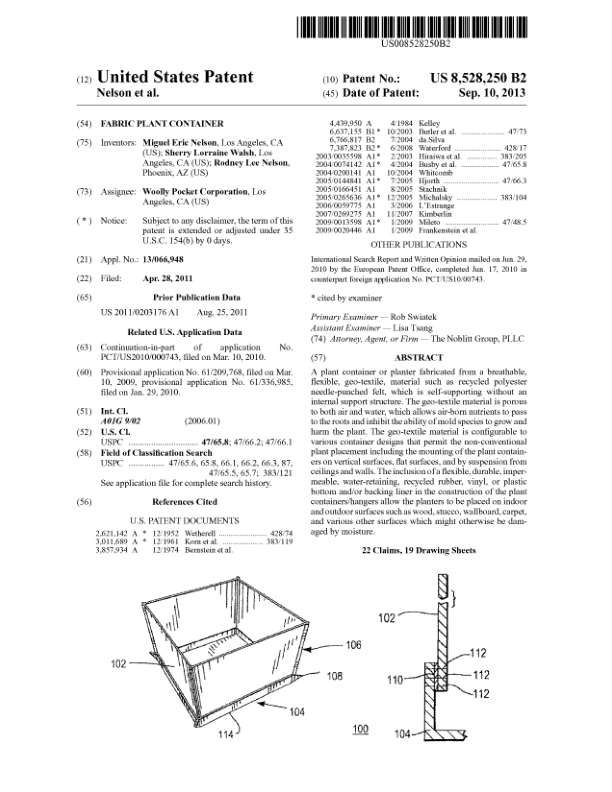 US008528250B2
(12) United States Patent
Nelson et al.
(10) Patent No.: US 8,528,250 B2
(45) Date of Patent: Sep. 10, 2013
(54) FABRIC PLANT CONTAINER
(75) Inventors: Miguel Eric Nelson, Los Angeles, CA
(US); Sherry Lorraine Walsh, Los
Angeles, CA (US); Rodney Lee Nelson,
Phoenix, AZ (US)
(73) Assignee: Woolly Pocket Corporation, Los
Angeles, CA (US)
( * ) Notice: Subject to any disclaimer, the term of this
patent is extended or adjusted under 35
U.S.C. 154(b) by 0 days.
(21) Appl. No.: 13/066,948
(22) Filed: Apr. 28, 2011
(65) Prior Publication Data
US 2011/0203176 A1 Aug. 25, 2011
Related U.S. Application Data
(63) Continuation-in-part of application No.
PCT/US2010/000743, filed on Mar. 10, 2010.
(60) Provisional application No. 61/209,768, filed on Mar.
10, 2009, provisional application No. 61/336,985,
filed on Jan. 29, 2010.
(51) Int. Cl.
A01G 9/02 (2006.01)
(52) U.S. Cl.
USPC .............................. 47/65.8; 47/66.2; 47/66.1
(58) Field of Classification Search
USPC ............... 47/65.6, 65.8, 66.1, 66.2, 66.3, 87,
47/65.5, 65.7; 383/121
See application file for complete search history.
(56) References Cited
U.S. PATENT DOCUMENTS
2,621,142 A * 12/1952 Wetherell ..................... 428/74
3,011,689 A * 12/1961 Korn et al. .................. 383/119
3,857,934 A 12/1974 Bernstein et al.
4,439,950 A 4/1984 Kelley
6,637,155 B1 * 10/2003 Butler et al. ................... 47/73
6,766,817 B2 7/2004 da Silva
7,387,823 B2 * 6/2008 Waterford .................... 428/17
2003/0035598 A1 * 2/2003 Hiraiwa et al. ............. 383/205
2004/0074142 A1 * 4/2004 Busby et al. ................ 47/65.8
2004/0200141 A1 10/2004 Whitcomb
2005/0144841 A1 * 7/2005 Hjorth ......................... 47/66.3
2005/0166451 A1 8/2005 Stachnik
2005/0265636 A1 * 12/2005 Michalsky .................. 383/104
2006/0059775 A1 3/2006 L'Estrange
2007/0269275 A1 11/2007 Kimberlin
2009/0013598 A1 * 1/2009 Mileto ......................... 47/48.5
2009/0020446 A1 1/2009 Frankenstein et al.
OTHER PUBLICATIONS
International Search Report and Written Opinion mailed on Jun. 29,
2010 by the European Patent Office, completed Jun. 17, 2010 in
counterpart foreign application No. PCT/US10/00743.
* cited by examiner
Primary Examiner — Rob Swiatek
Assistant Examiner — Lisa Tsang
(74) Attorney, Agent, or Firm — The Noblitt Group, PLLC
(57) ABSTRACT
A plant container or planter fabricated from a breathable,
flexible, geo-textile, material such as recycled polyester
needle-punched felt, which is self-supporting without an
internal support structure. The geo-textile material is porous
to both air and water, which allows air-born nutrients to pass
to the roots and inhibit the ability of mold species to grow and
harm the plant. The geo-textile material is configurable to
various container designs that permit the non-conventional
plant placement including the mounting of the plant contain-
ers on vertical surfaces, flat surfaces, and by suspension from
ceilings and walls. The inclusion of a flexible, durable, imper-
meable, water-retaining, recycled rubber, vinyl, or plastic
bottom and/or backing liner in the construction of the plant
containers/hangers allow the planters to be placed on indoor
and outdoor surfaces such as wood, stucco, wallboard, carpet,
and various other surfaces which might otherwise be dam-
aged by moisture.
22 Claims, 19 Drawing Sheets
102
106
108
104
114
100
102
112
110
112
112
104